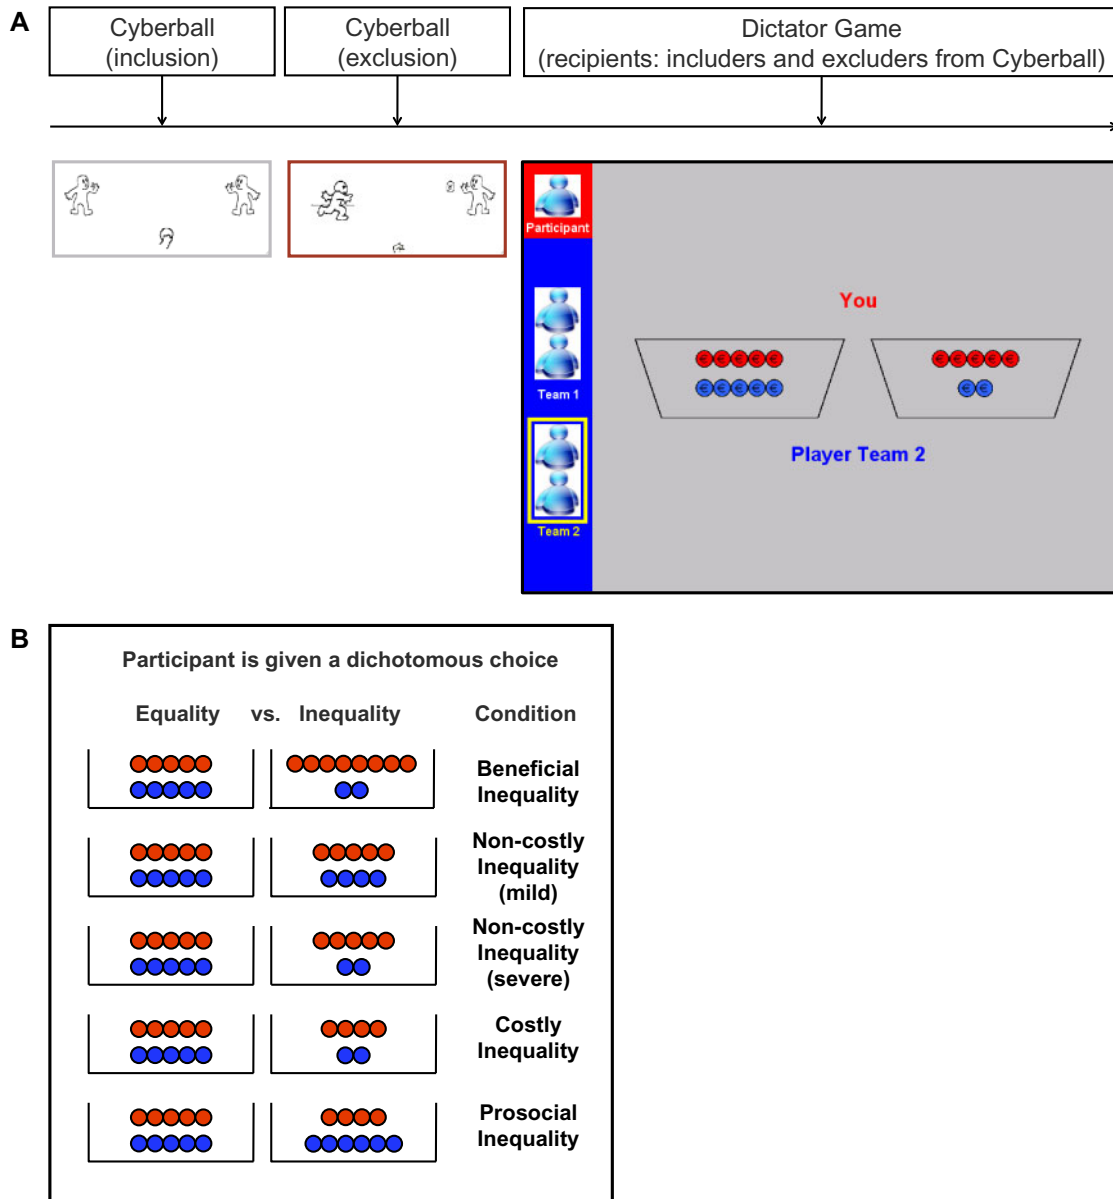 A
Cyberball
(inclusion)
Cyberball
(exclusion)
Dictator Game
(recipients: includers and excluders from Cyberball)
Participant
Team 1
Team 2
You
€€€€€ €€€€€
€€€€€ €€
Player Team 2
B
Participant is given a dichotomous choice
Equality vs. Inequality Condition
Beneficial
Inequality
Non-costly
Inequality
(mild)
Non-costly
Inequality
(severe)
Costly
Inequality
Prosocial
Inequality